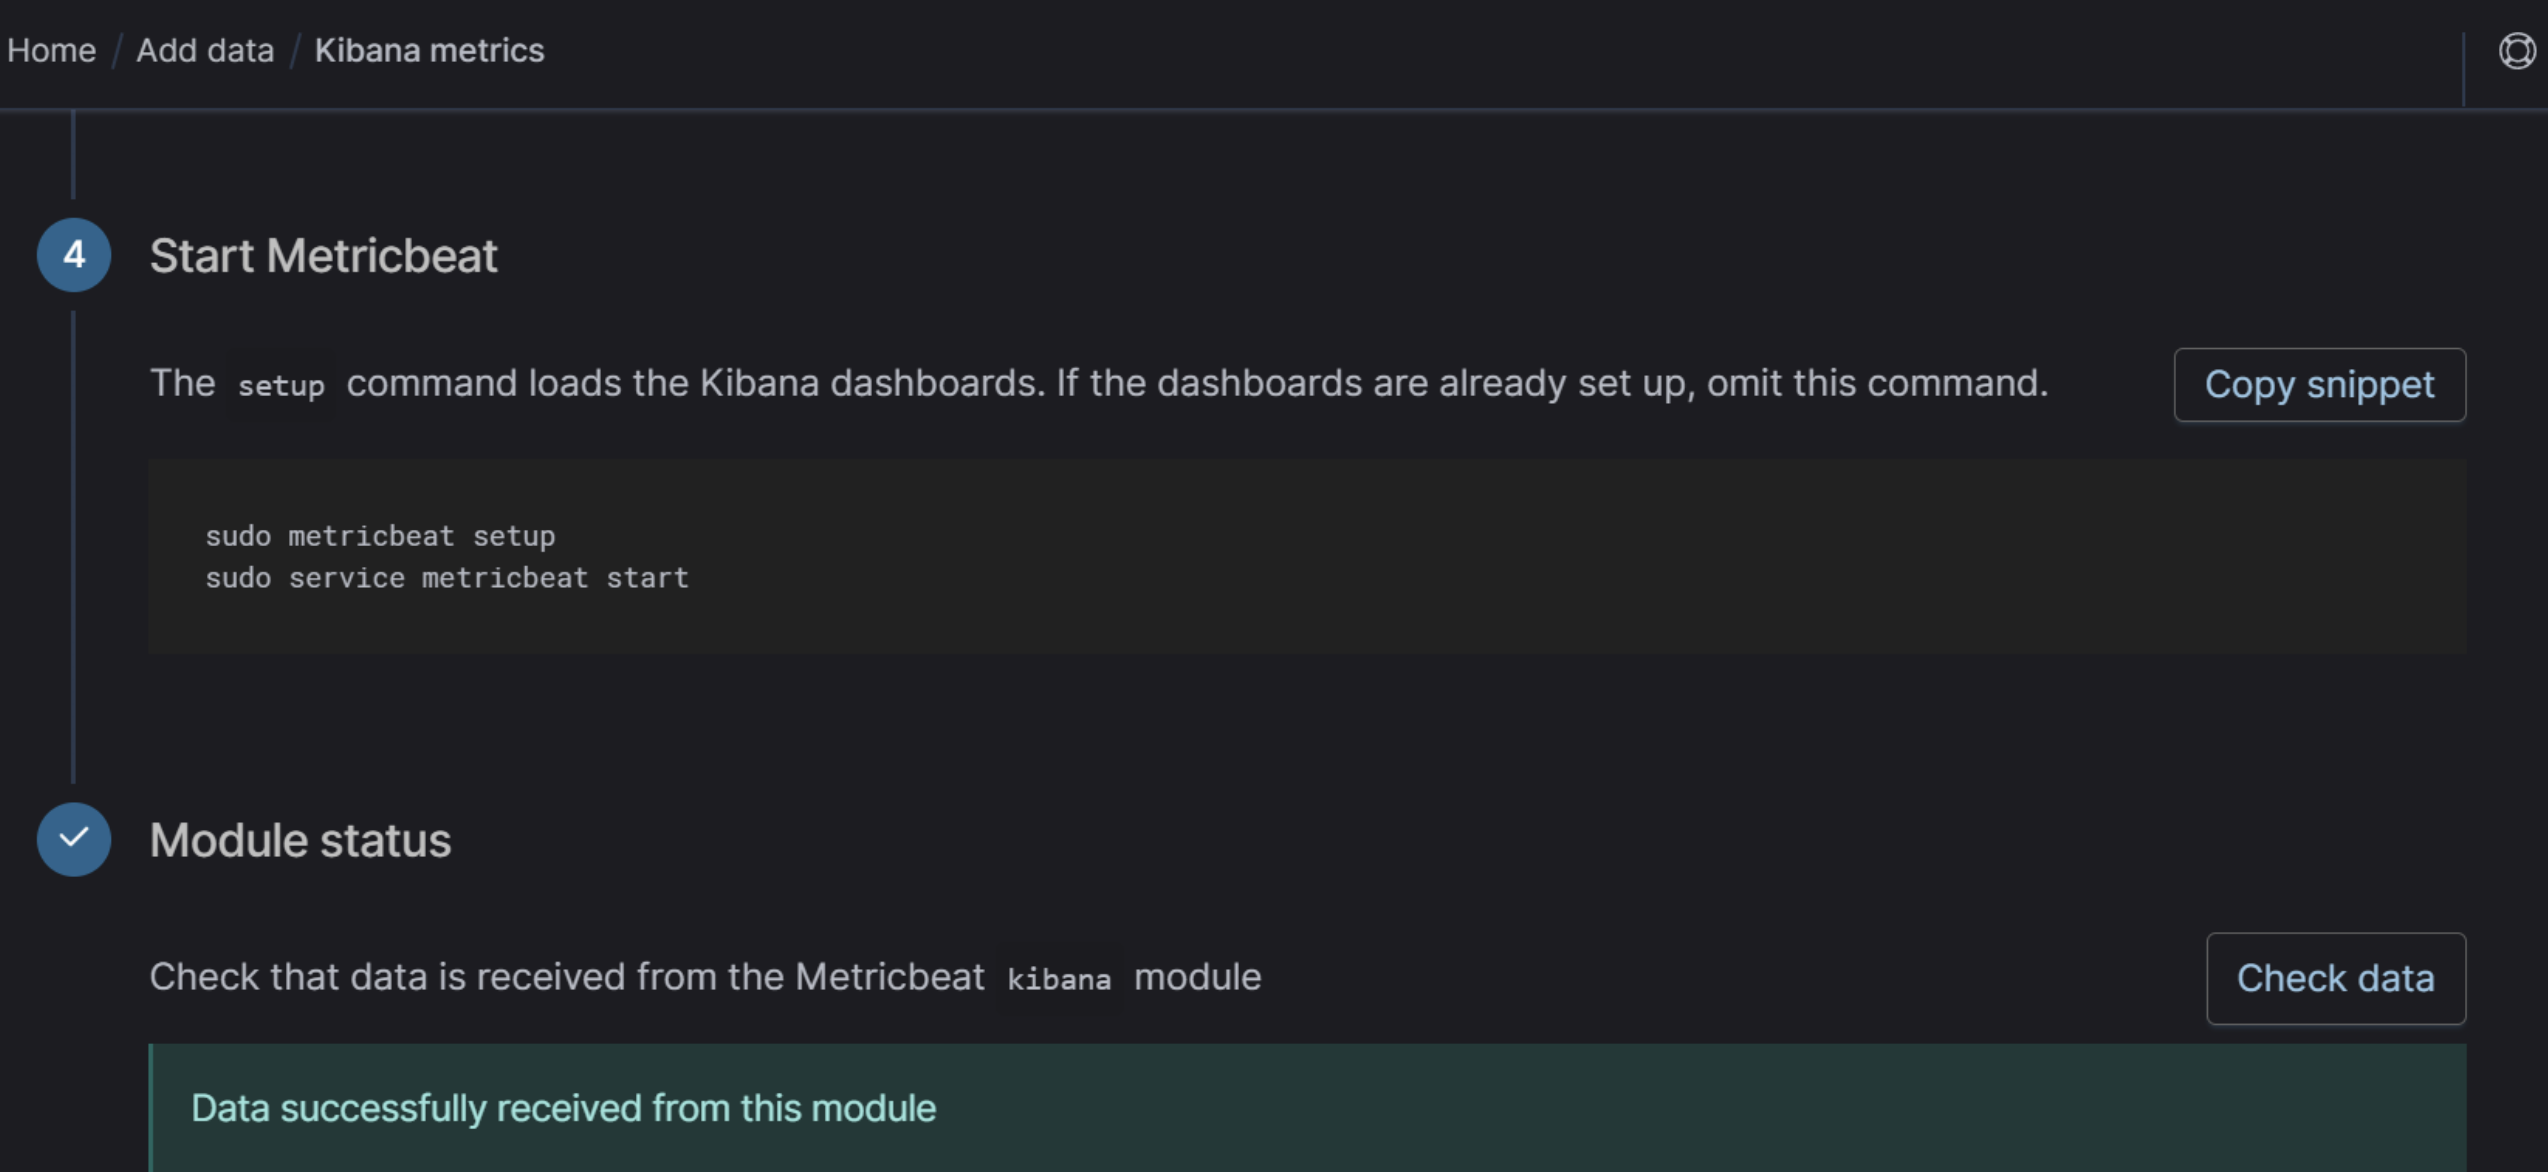 Home / Add data / Kibana metrics
4 Start Metricbeat
The setup command loads the Kibana dashboards. If the dashboards are already set up, omit this command.
Copy snippet
sudo metricbeat setup
sudo service metricbeat start
Module status
Check that data is received from the Metricbeat kibana module
Check data
Data successfully received from this module